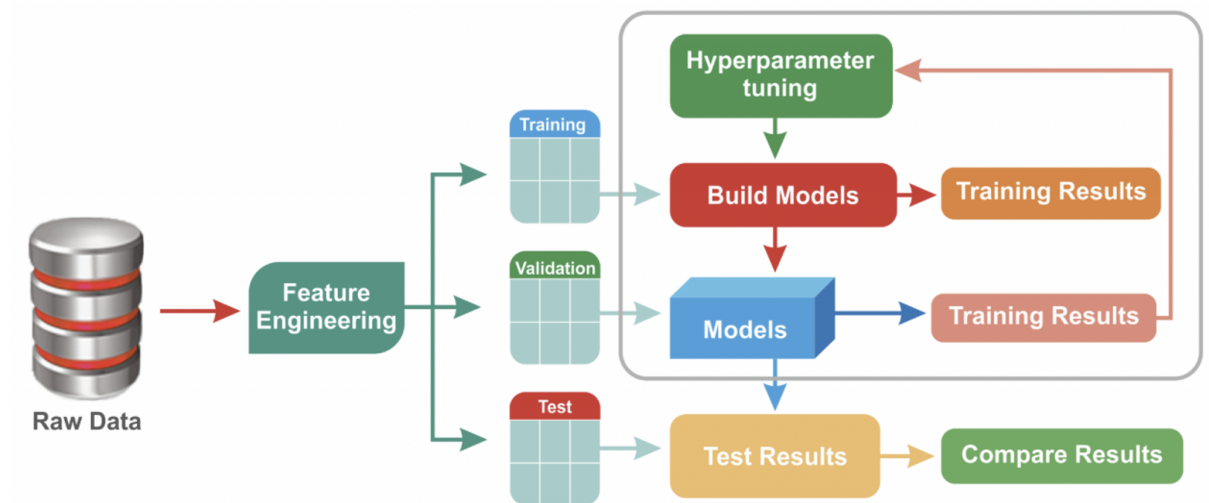 Hyperparameter
tuning
Training
Build Models
Training Results
Validation
Feature
Engineering
Models
Training Results
Raw Data
Test
Test Results
Compare Results